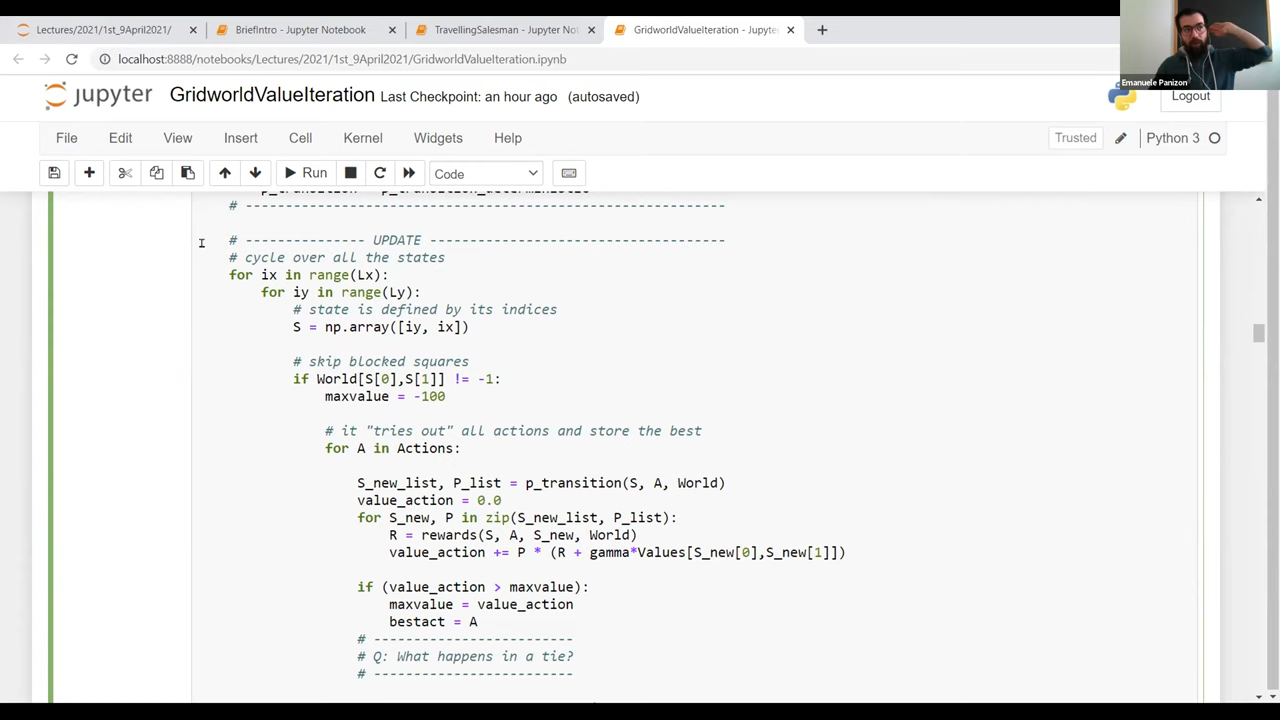 Lectures/2021/1st_9April2021/
BriefIntro - Jupyter Notebook
TravellingSalesman - Jupyter Not
GridworldValueIteration - Jupyte
localhost:8888/notebooks/Lectures/2021/1st_9April2021/GridworldValueIteration.ipynb
Emanuele Panizon
jupyter GridworldValueIteration Last Checkpoint: an hour ago (autosaved)
Logout
File Edit View Insert Cell Kernel Widgets Help
Trusted Python 3
Run Code
# -----------------------------------------------------------
# --------------- UPDATE -------------------------------------
# cycle over all the states
for ix in range(Lx):
for iy in range(Ly):
# state is defined by its indices
S = np.array([iy, ix])
# skip blocked squares
if World[S[0],S[1]] != -1:
maxvalue = -100
# it "tries out" all actions and store the best
for A in Actions:
S_new_list, P_list = p_transition(S, A, World)
value_action = 0.0
for S_new, P in zip(S_new_list, P_list):
R = rewards(S, A, S_new, World)
value_action += P * (R + gamma*Values[S_new[0],S_new[1]])
if (value_action > maxvalue):
maxvalue = value_action
bestact = A
# -------------------------
# Q: What happens in a tie?
# -------------------------